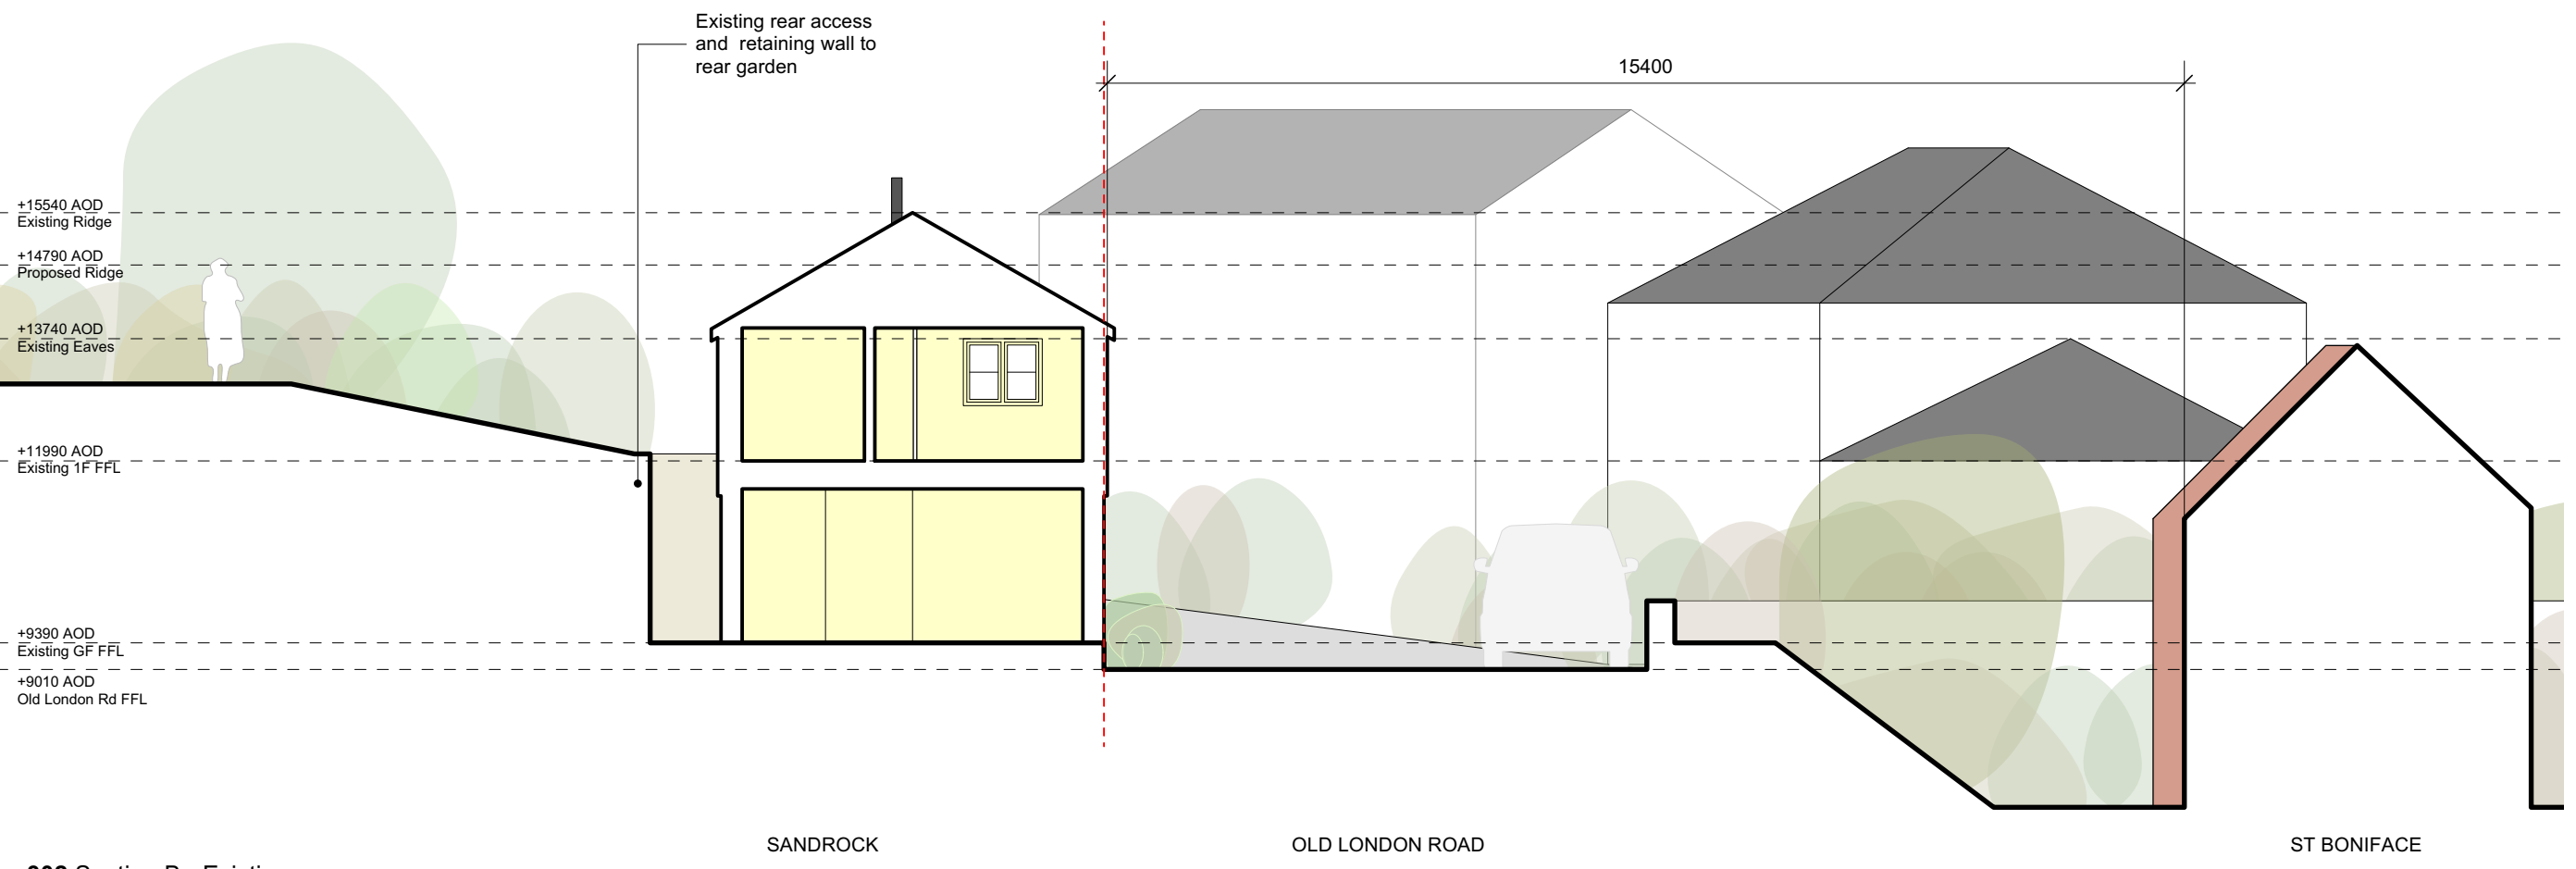 Existing rear access
and retaining wall to
rear garden
15400
+15540 AOD
Existing Ridge
+14790 AOD
Proposed Ridge
+13740 AOD
Existing Eaves
+11990 AOD
Existing 1F FFL
+9390 AOD
Existing GF FFL
+9010 AOD
Old London Rd FFL
SANDROCK
OLD LONDON ROAD
ST BONIFACE